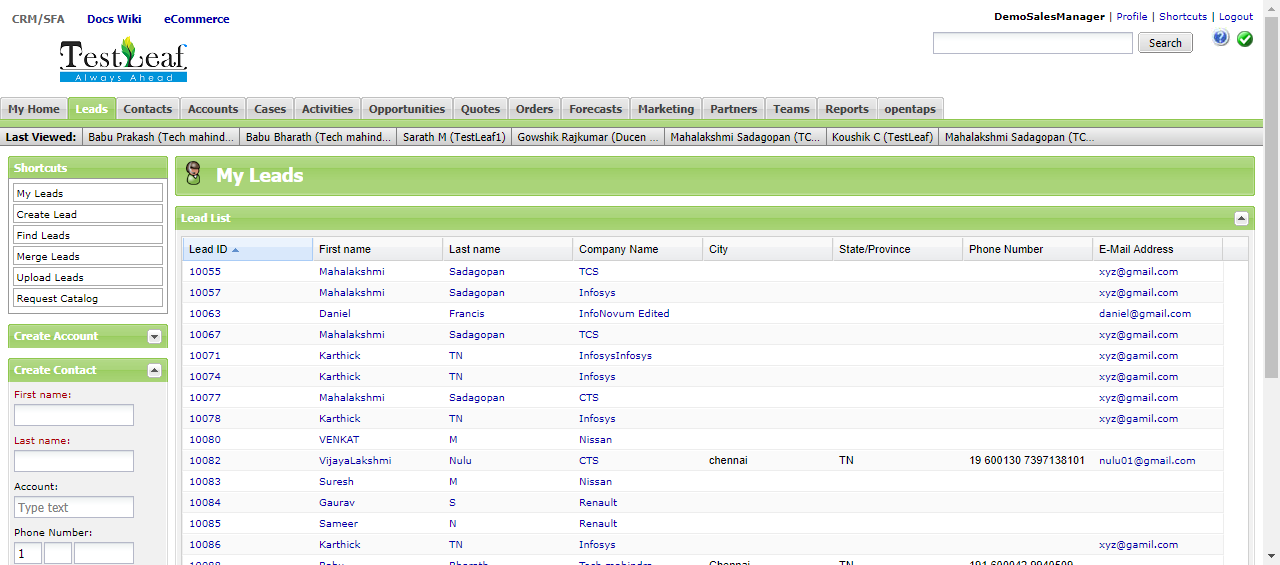 CRM/SFA Docs Wiki eCommerce
DemoSalesManager | Profile | Shortcuts | Logout
TestLeaf
Always Ahead
Search
My Home Leads Contacts Accounts Cases Activities Opportunities Quotes Orders Forecasts Marketing Partners Teams Reports opentaps
Last Viewed: Babu Prakash (Tech mahind... Babu Bharath (Tech mahind... Sarath M (TestLeaf1) Gowshik Rajkumar (Ducen ... Mahalakshmi Sadagopan (TC... Koushik C (TestLeaf) Mahalakshmi Sadagopan (TC...
Shortcuts
My Leads
Create Lead
Find Leads
Merge Leads
Upload Leads
Request Catalog
Create Account
Create Contact
First name:
Last name:
Account:
Type text
Phone Number:
1
My Leads
Lead List
Lead ID First name Last name Company Name City State/Province Phone Number E-Mail Address
10055 Mahalakshmi Sadagopan TCS xyz@gmail.com
10057 Mahalakshmi Sadagopan Infosys xyz@gmail.com
10063 Daniel Francis InfoNovum Edited daniel@gmail.com
10067 Mahalakshmi Sadagopan TCS xyz@gmail.com
10071 Karthick TN InfosysInfosys xyz@gamil.com
10074 Karthick TN Infosys xyz@gamil.com
10077 Mahalakshmi Sadagopan CTS xyz@gmail.com
10078 Karthick TN Infosys xyz@gamil.com
10080 VENKAT M Nissan
10082 VijayaLakshmi Nulu CTS chennai TN 19 600130 7397138101 nulu01@gmail.com
10083 Suresh M Nissan
10084 Gaurav S Renault
10085 Sameer N Renault
10086 Karthick TN Infosys xyz@gamil.com
10088 Babu Bharath Tech mahindra Chennai TN